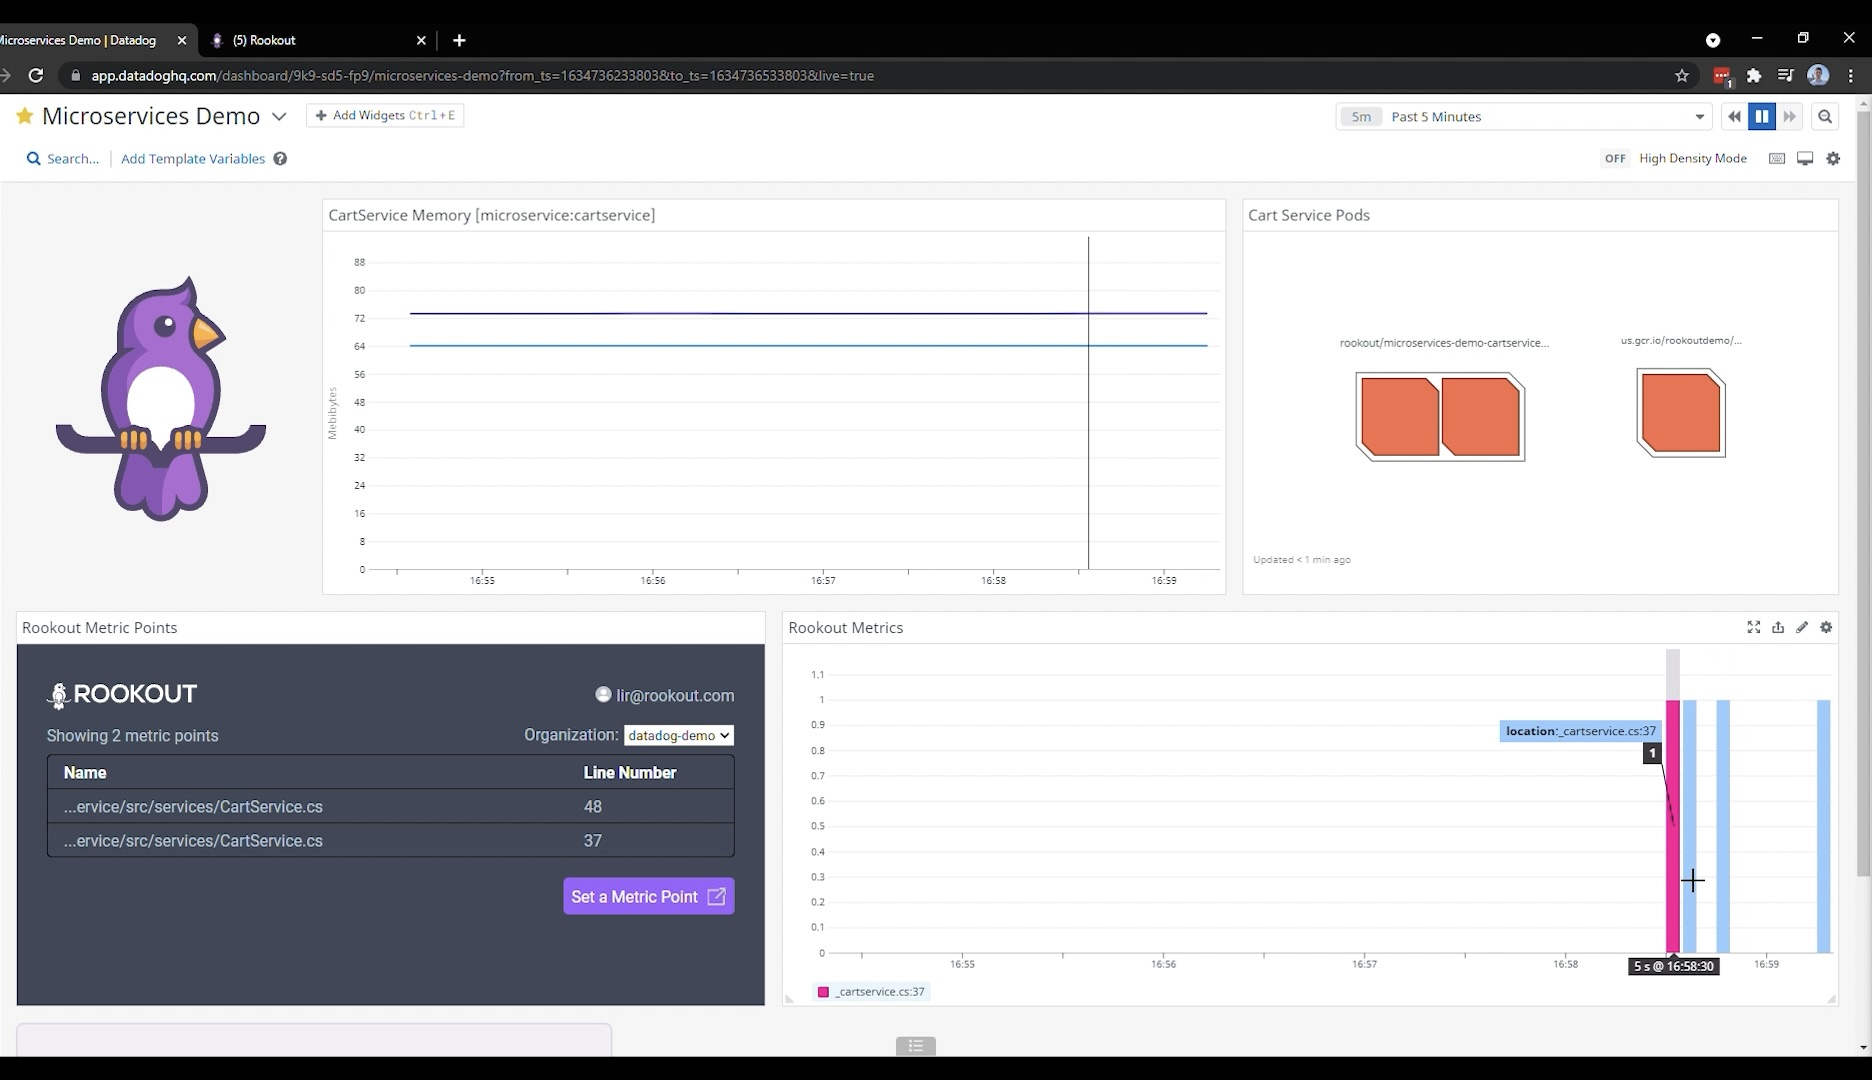 Microservices Demo | Datadog
(5) Rookout
app.datadoghq.com/dashboard/9k9-sd5-fp9/microservices-demo?from_ts=1634736233803&to_ts=1634736533803&live=true
1
Microservices Demo
Add Widgets Ctrl+E
5m Past 5 Minutes
Search...
Add Template Variables
OFF High Density Mode
CartService Memory [microservice:cartservice]
Mebibytes
88
80
72
64
56
48
40
32
24
16
8
0
16:55 16:56 16:57 16:58 16:59
Cart Service Pods
rookout/microservices-demo-cartservice...
us.gcr.io/rookoutdemo/...
Updated < 1 min ago
Rookout Metric Points
ROOKOUT
lir@rookout.com
Showing 2 metric points
Organization: datadog-demo
Name Line Number
...ervice/src/services/CartService.cs 48
...ervice/src/services/CartService.cs 37
Set a Metric Point
Rookout Metrics
1.1
1
0.9
0.8
0.7
0.6
0.5
0.4
0.3
0.2
0.1
0
location:_cartservice.cs:37
1
16:55 16:56 16:57 16:58 16:59
5 s @ 16:58:30
_cartservice.cs:37